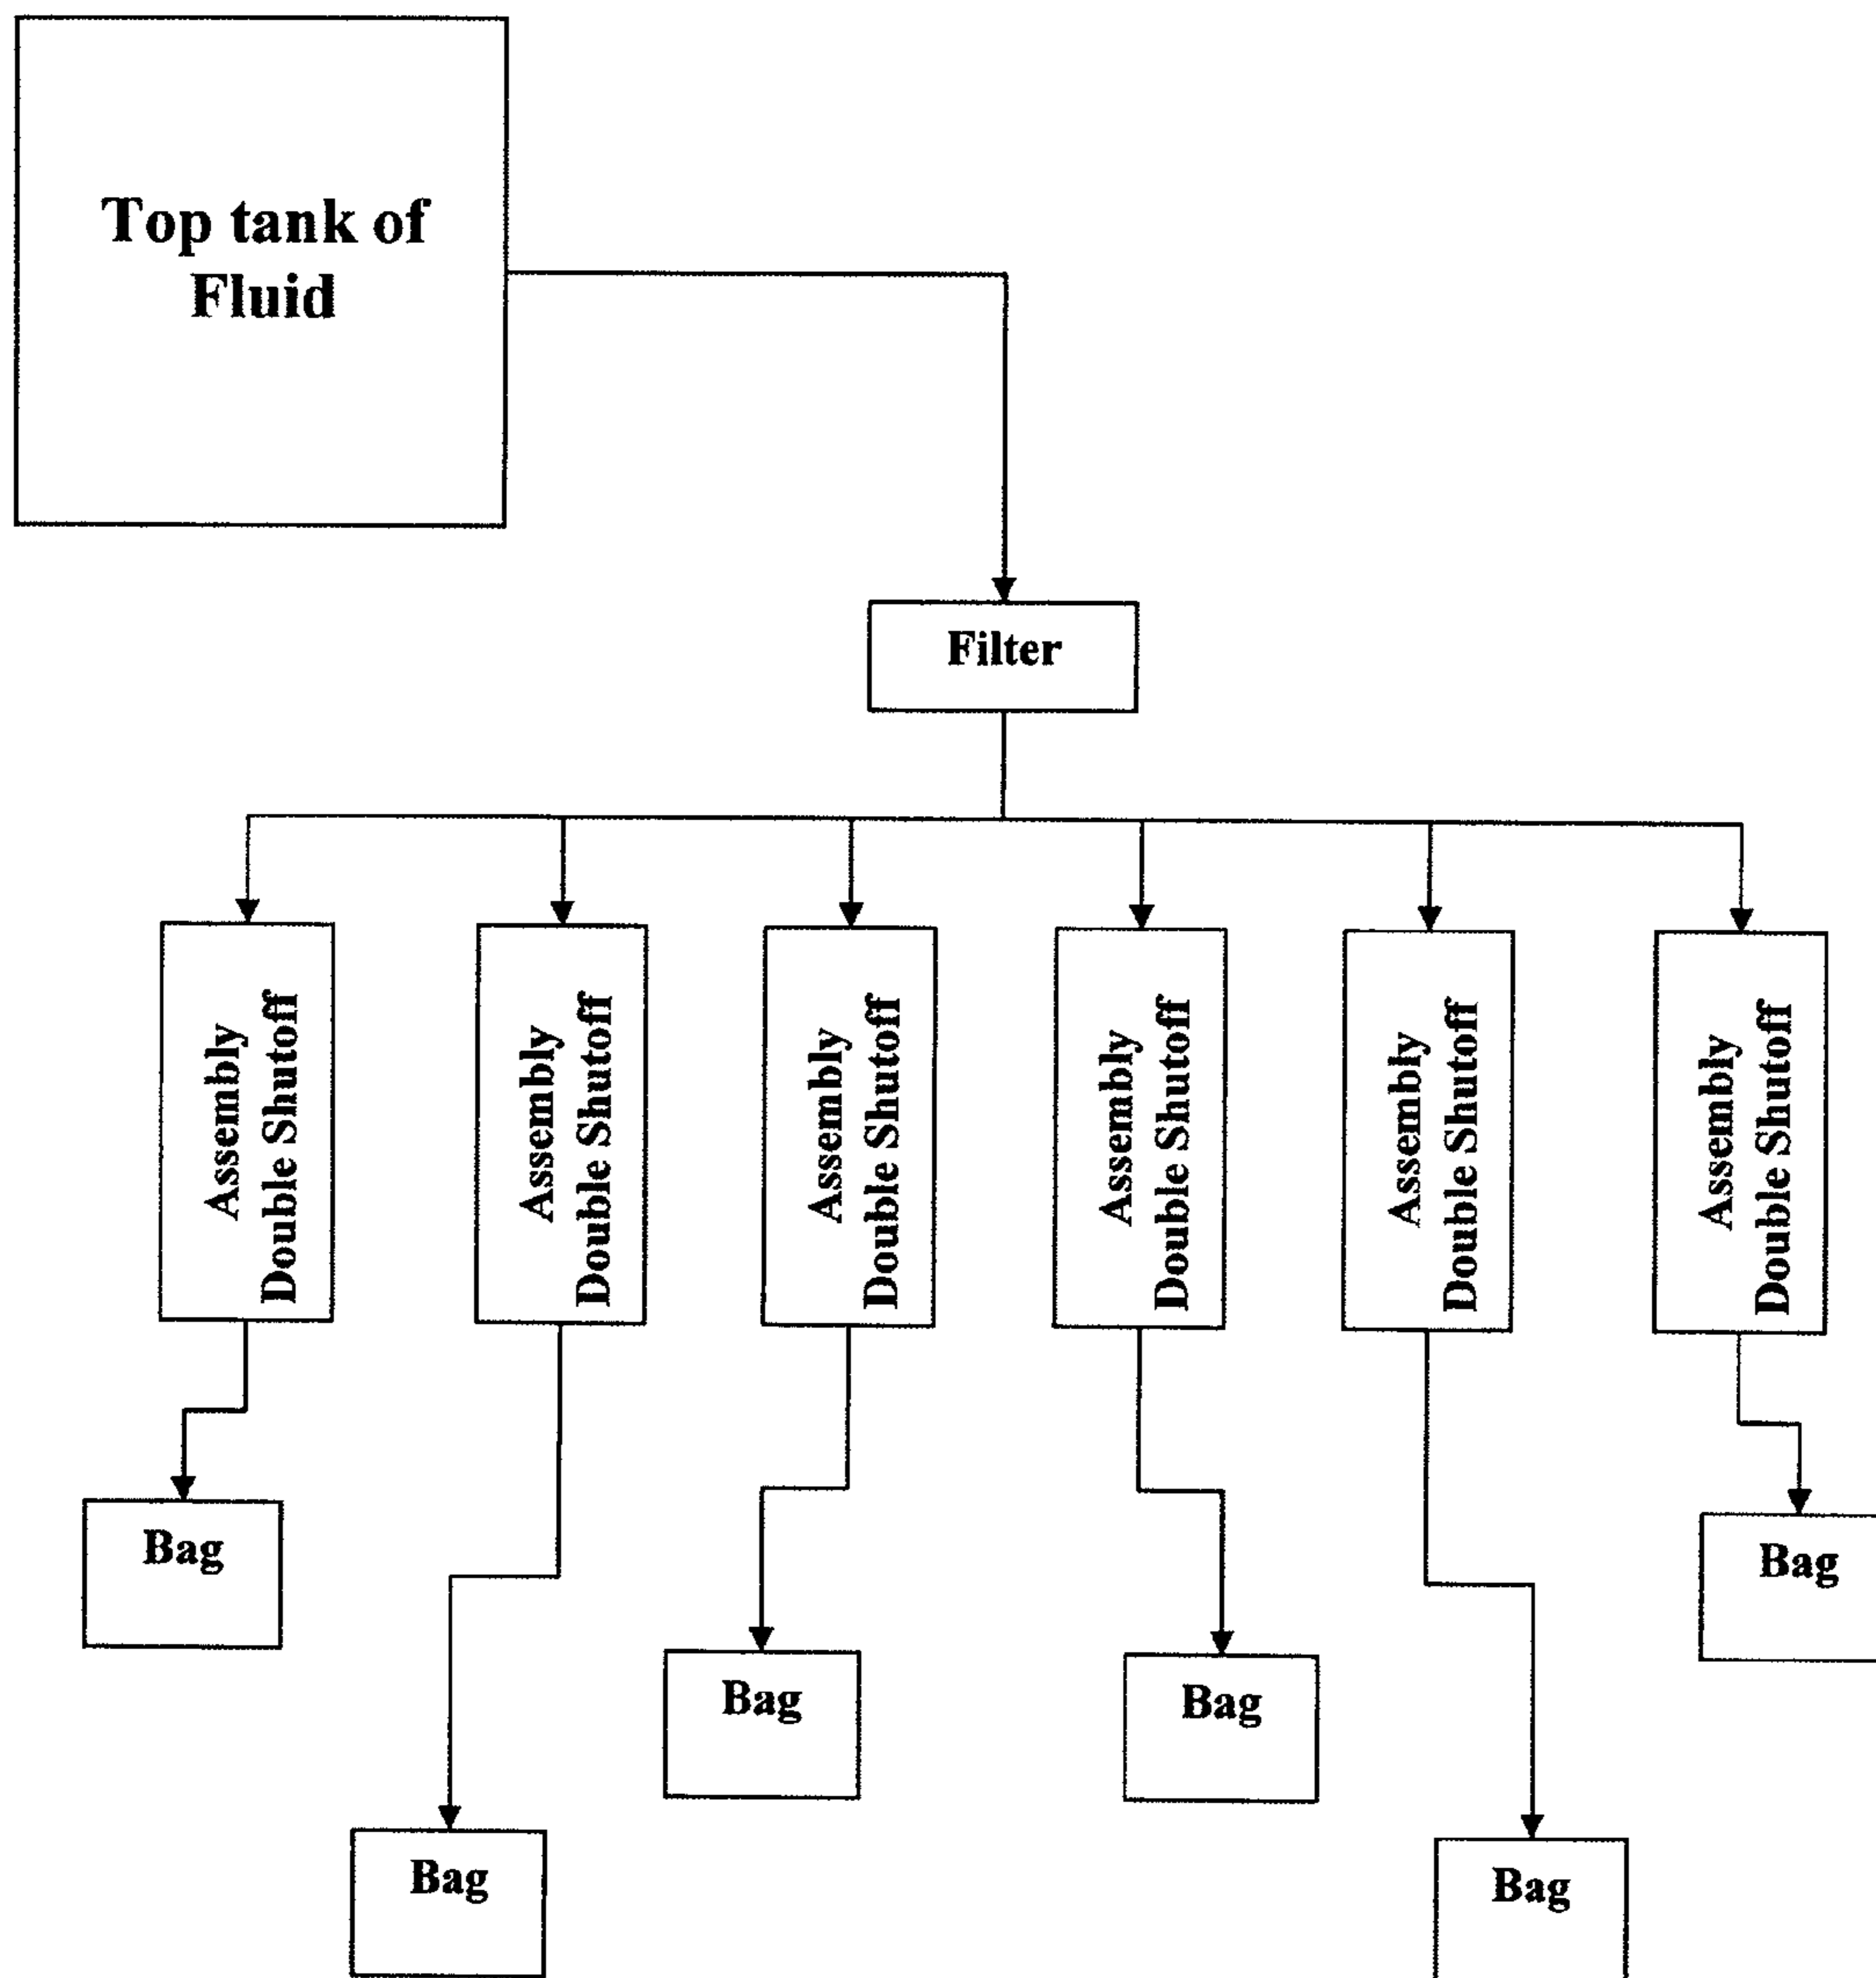 Top tank of
Fluid
Filter
Assembly
Double Shutoff
Assembly
Double Shutoff
Assembly
Double Shutoff
Assembly
Double Shutoff
Assembly
Double Shutoff
Assembly
Double Shutoff
Bag
Bag
Bag
Bag
Bag
Bag